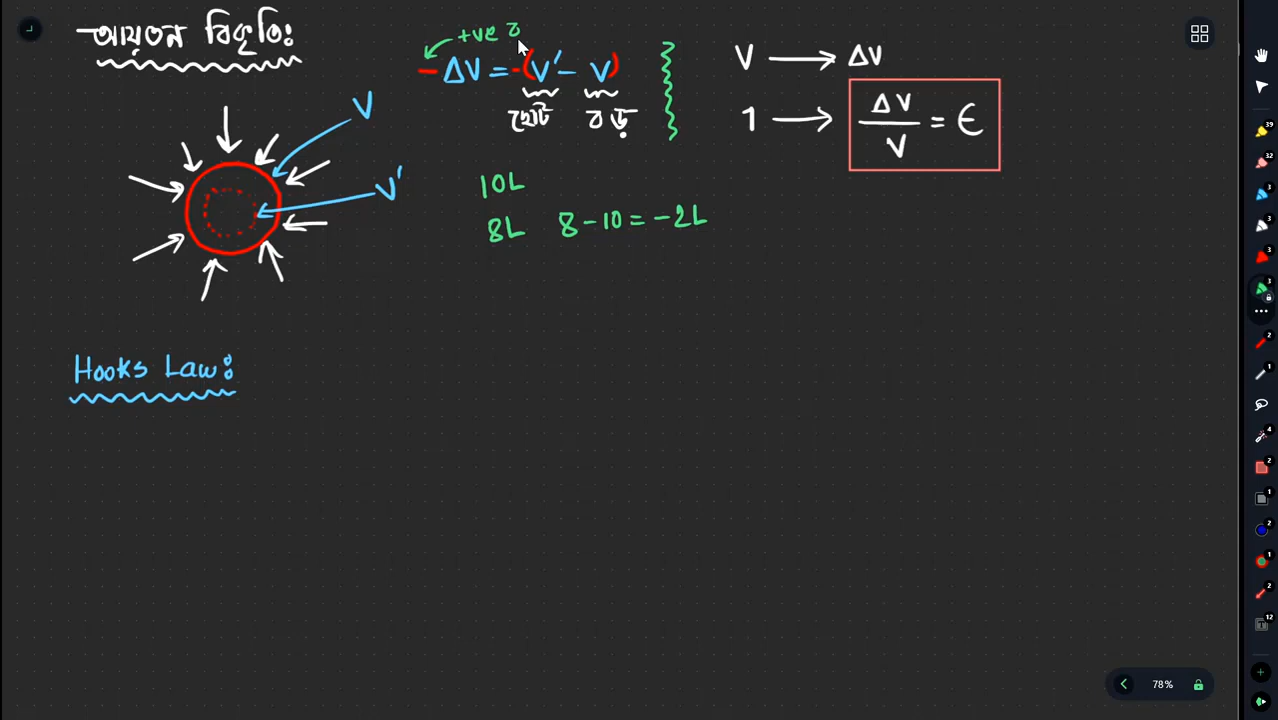 আয়তন বিকৃতিঃ
+ve
-ΔV = -(V' - V)
ছোট বড়
V → ΔV
1 → ΔV/V = ϵ
V
V'
10L
8L 8 - 10 = -2L
Hooks Law:
78%